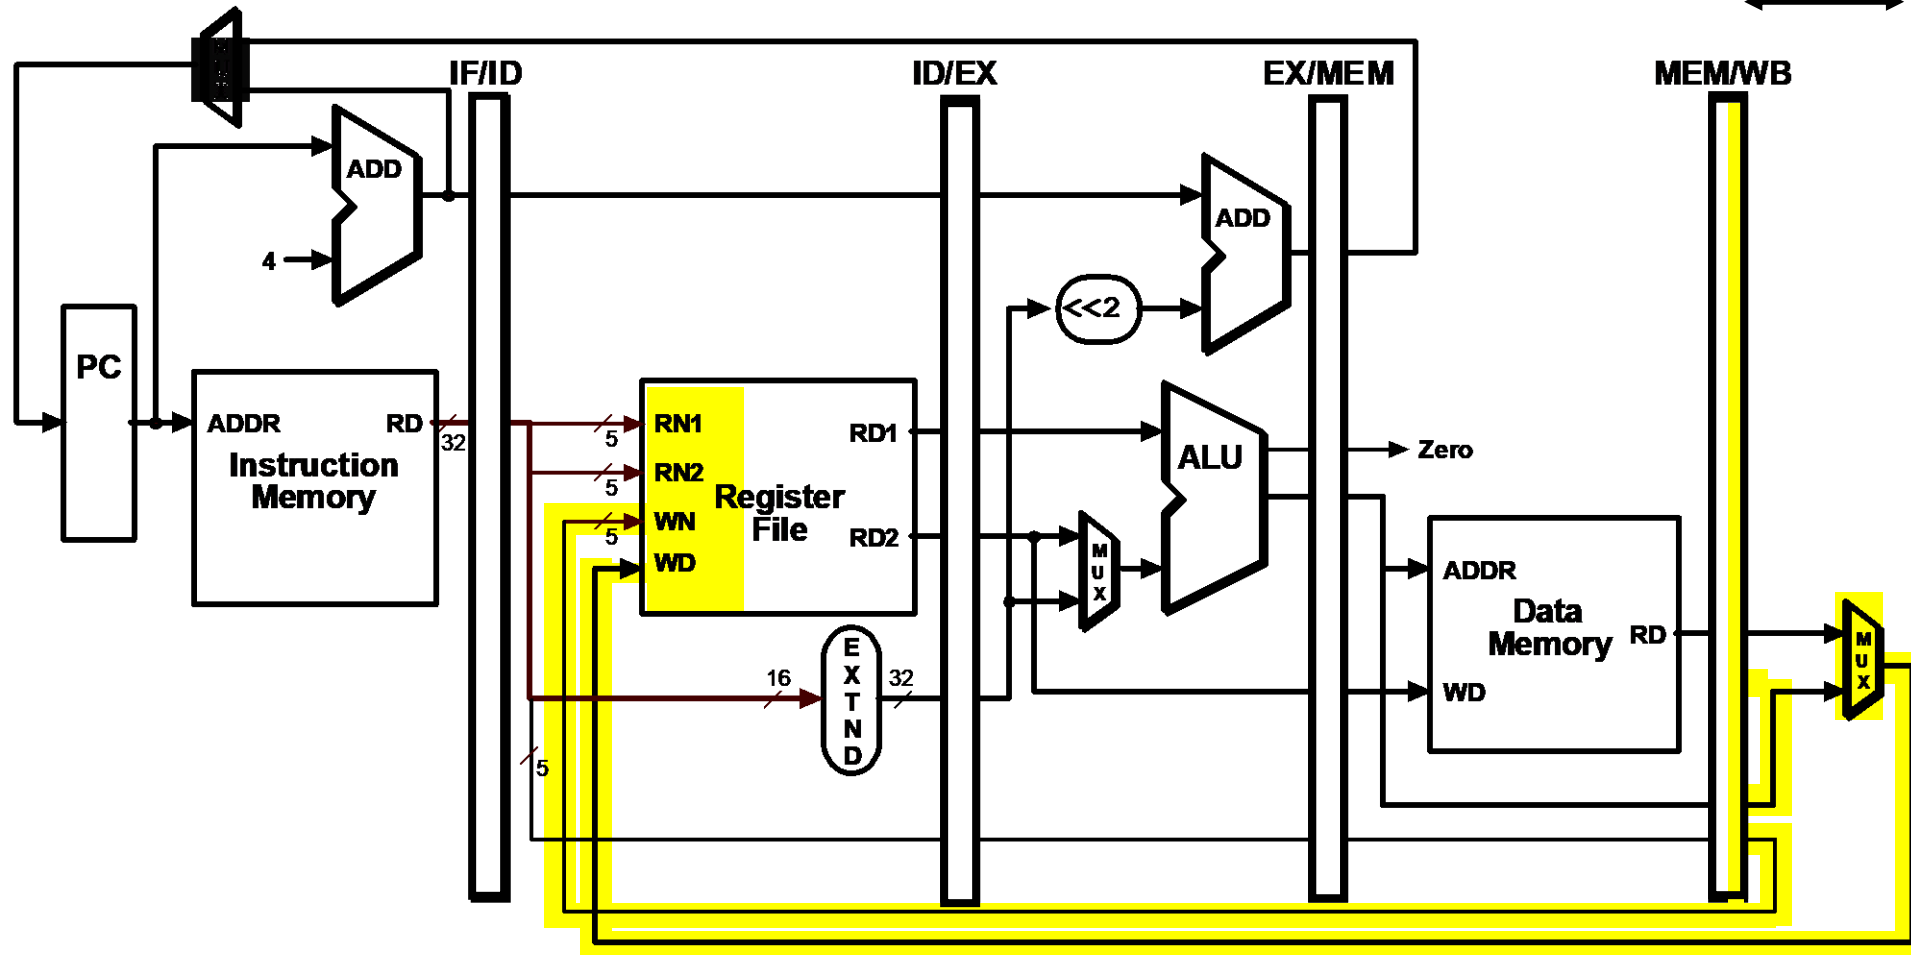 IF/ID
ID/EX
EX/MEM
MEM/WB
ADD
4
ADD
<<2
PC
ADDR
RD
32
Instruction
Memory
5
RN1
5
RN2
5
WN
WD
Register
File
RD1
RD2
ALU
Zero
M
U
X
ADDR
Data
Memory
RD
WD
M
U
X
16
E
X
T
N
D
32
5